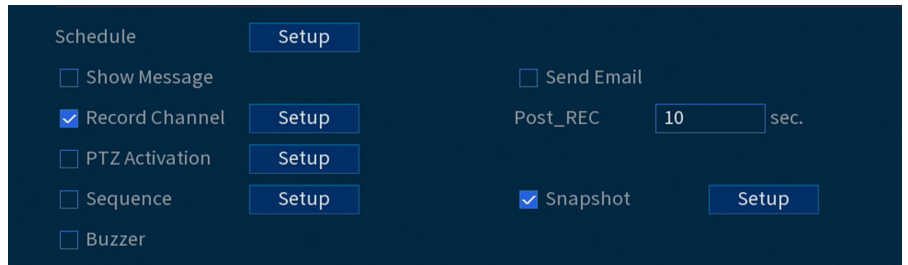 Schedule Setup
Show Message Send Email
Record Channel Setup Post_REC 10 sec.
PTZ Activation Setup
Sequence Setup Snapshot Setup
Buzzer